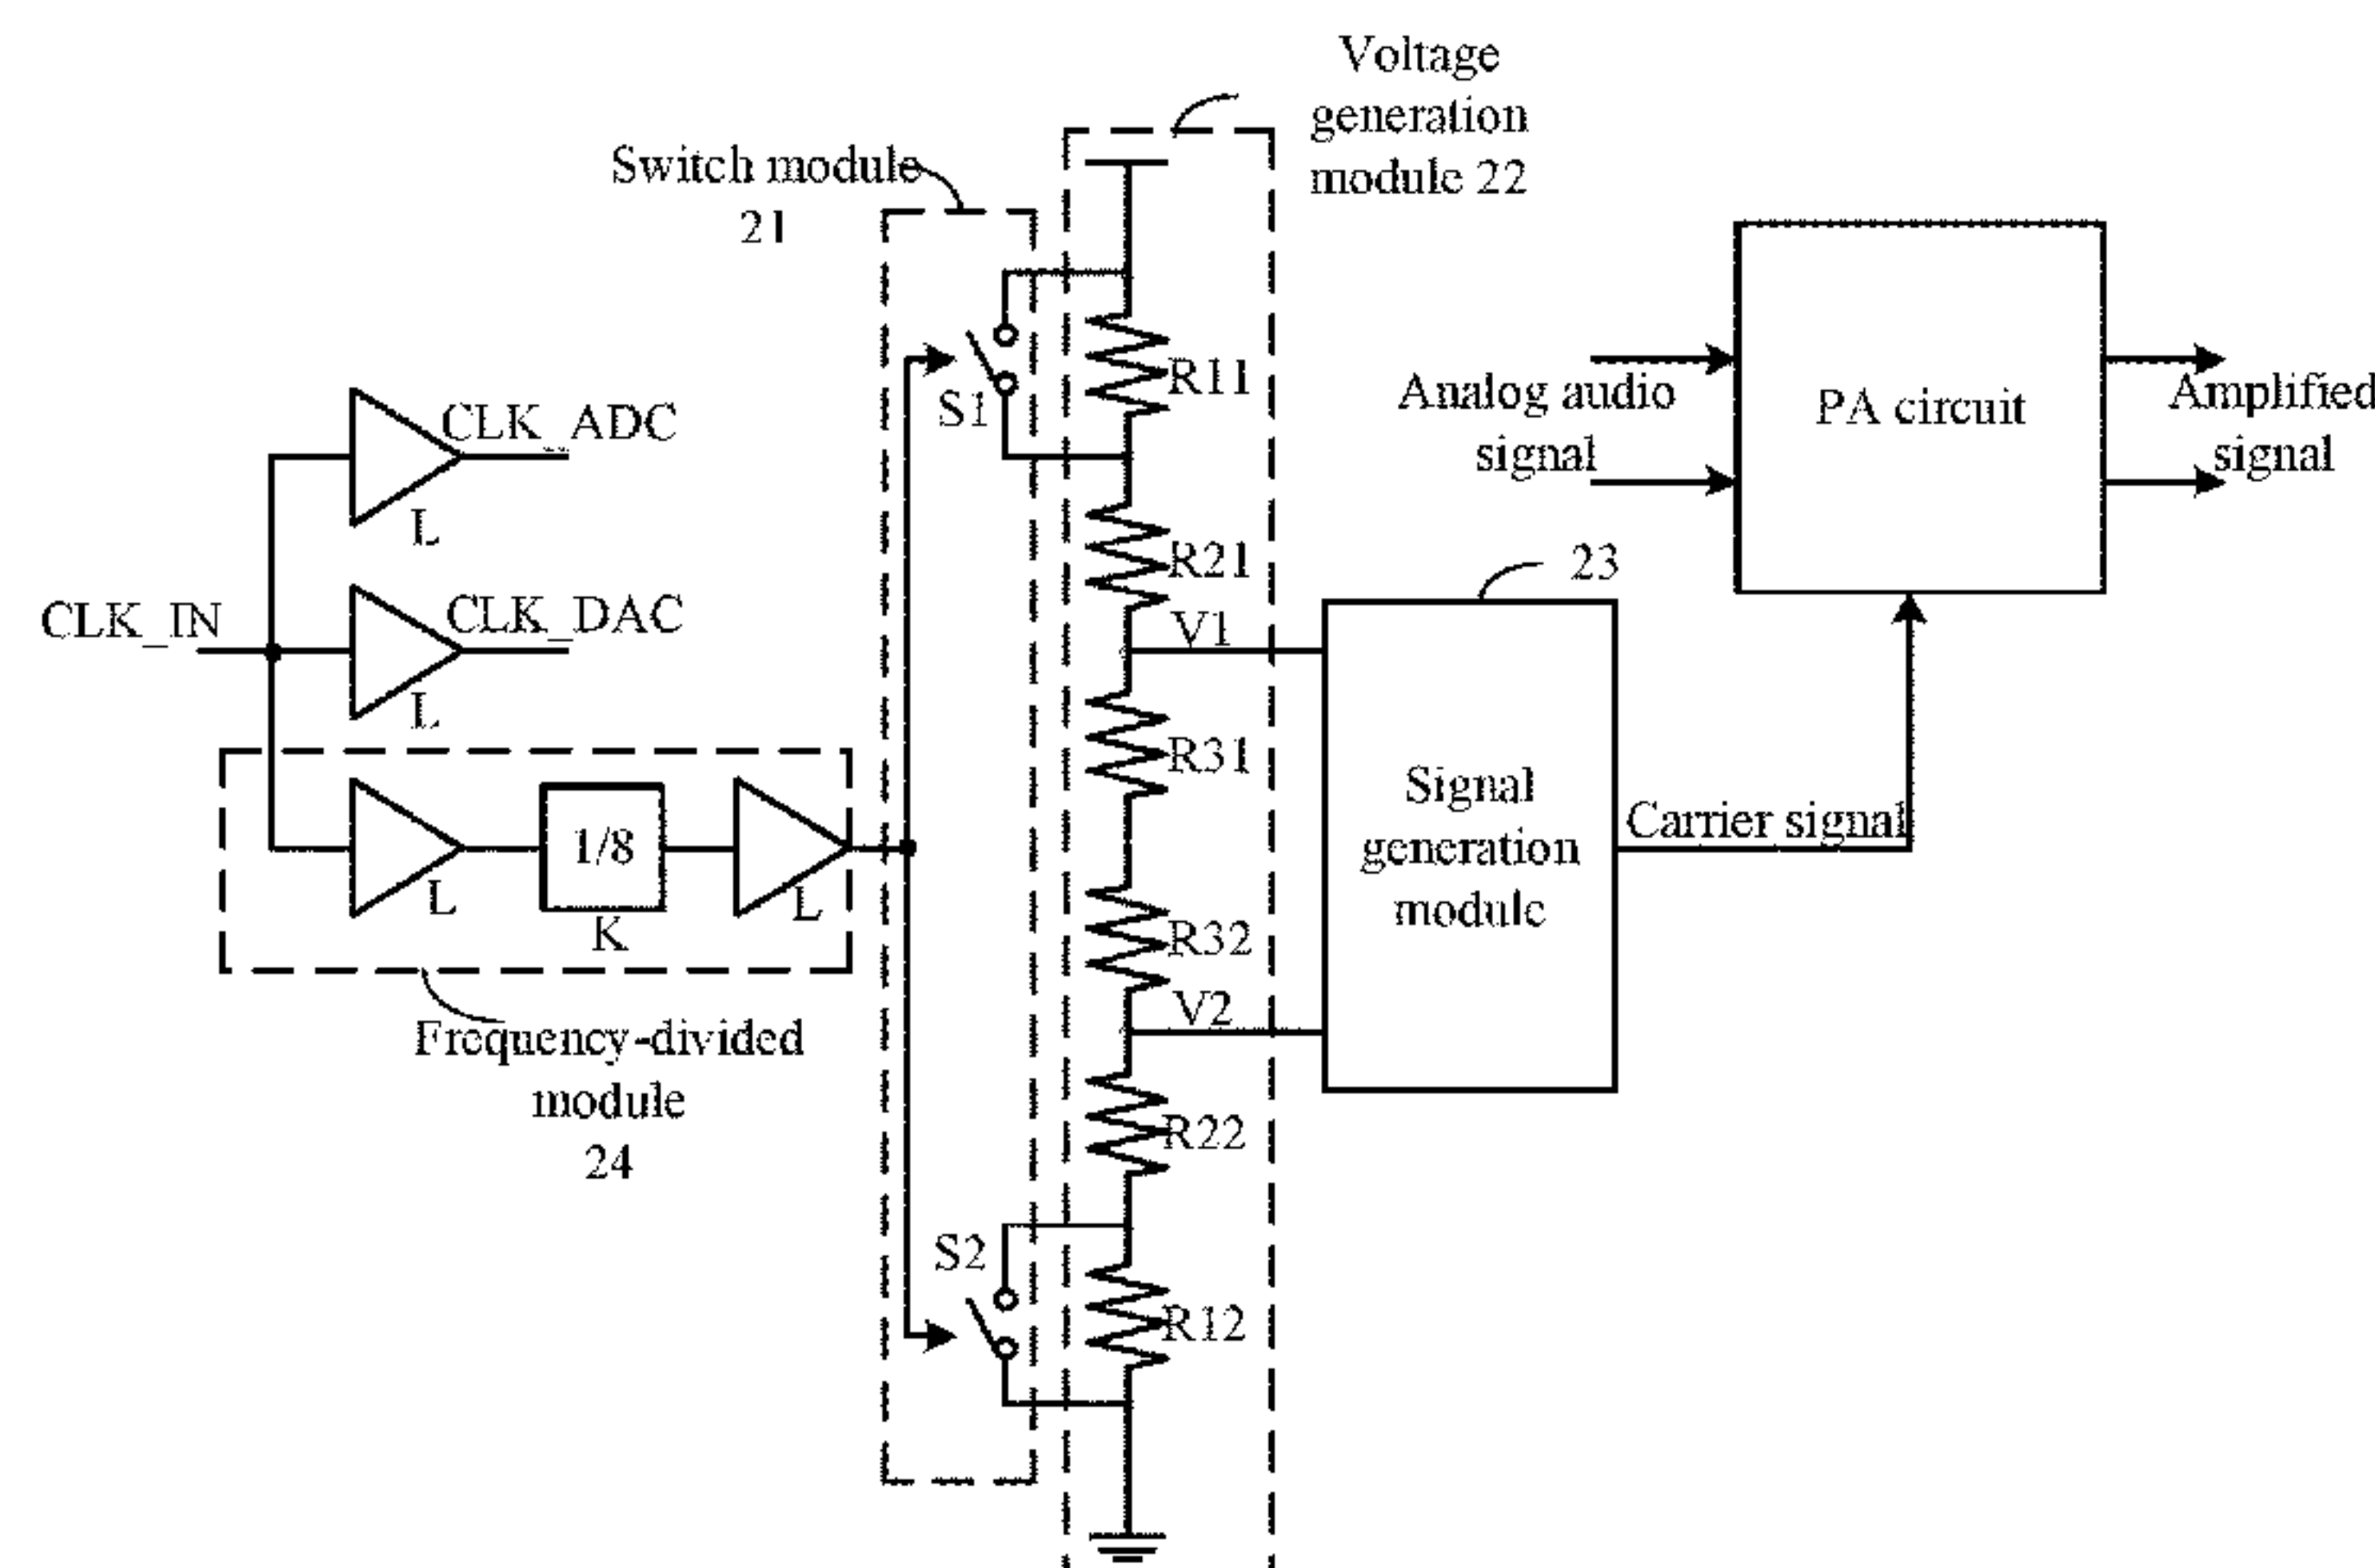 Voltage
generation
module 22
Switch module
21
S1
R11
Analog audio
signal
PA circuit
Amplified
signal
CLK_ADC
L
R21
23
CLK_IN
CLK_DAC
L
V1
R31
Signal
generation
module
Carrier signal
1/8
L
K
L
R32
V2
Frequency-divided
module
24
R22
S2
R12